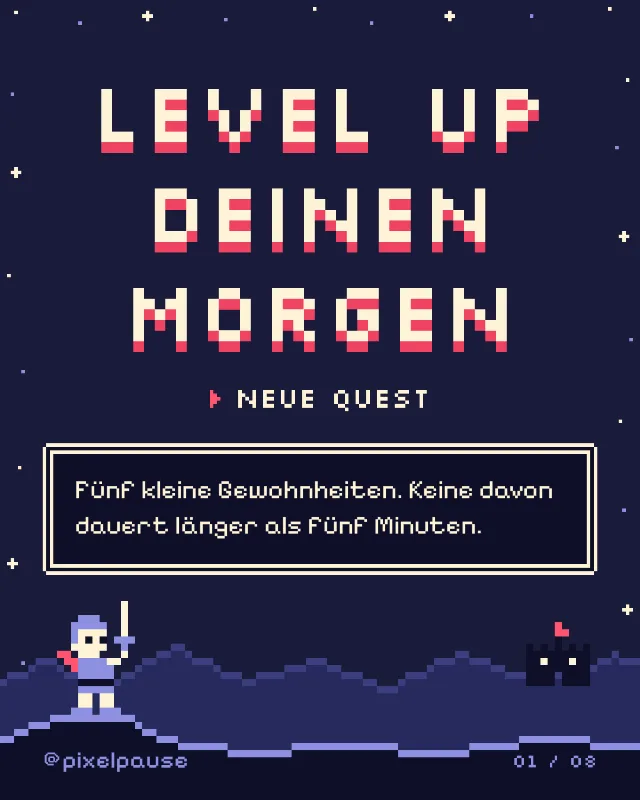 LEVEL UP
DEINEN
MORGEN
NEUE QUEST
Fünf kleine Gewohnheiten. Keine davon
dauert länger als fünf Minuten.
@pixelpause
01 / 08